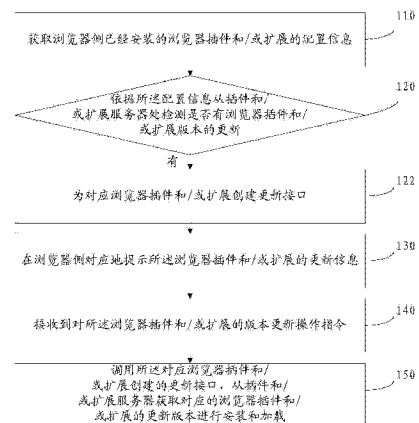 110
获取浏览器侧已经安装的浏览器插件和/或扩展的配置信息
120
依据所述配置信息从插件和/
或扩展服务器处检测是否有浏览器插件和/
或扩展版本的更新
有
122
为对应浏览器插件和/或扩展创建更新接口
130
在浏览器侧对应地提示所述浏览器插件和/或扩展的更新信息
140
接收到对所述浏览器插件和/或扩展的版本更新操作指令
150
调用所述对应浏览器插件和/
或扩展创建的更新接口、从插件和/
或扩展服务器获取对应的浏览器插件和/
或扩展的更新版本进行安装和加载